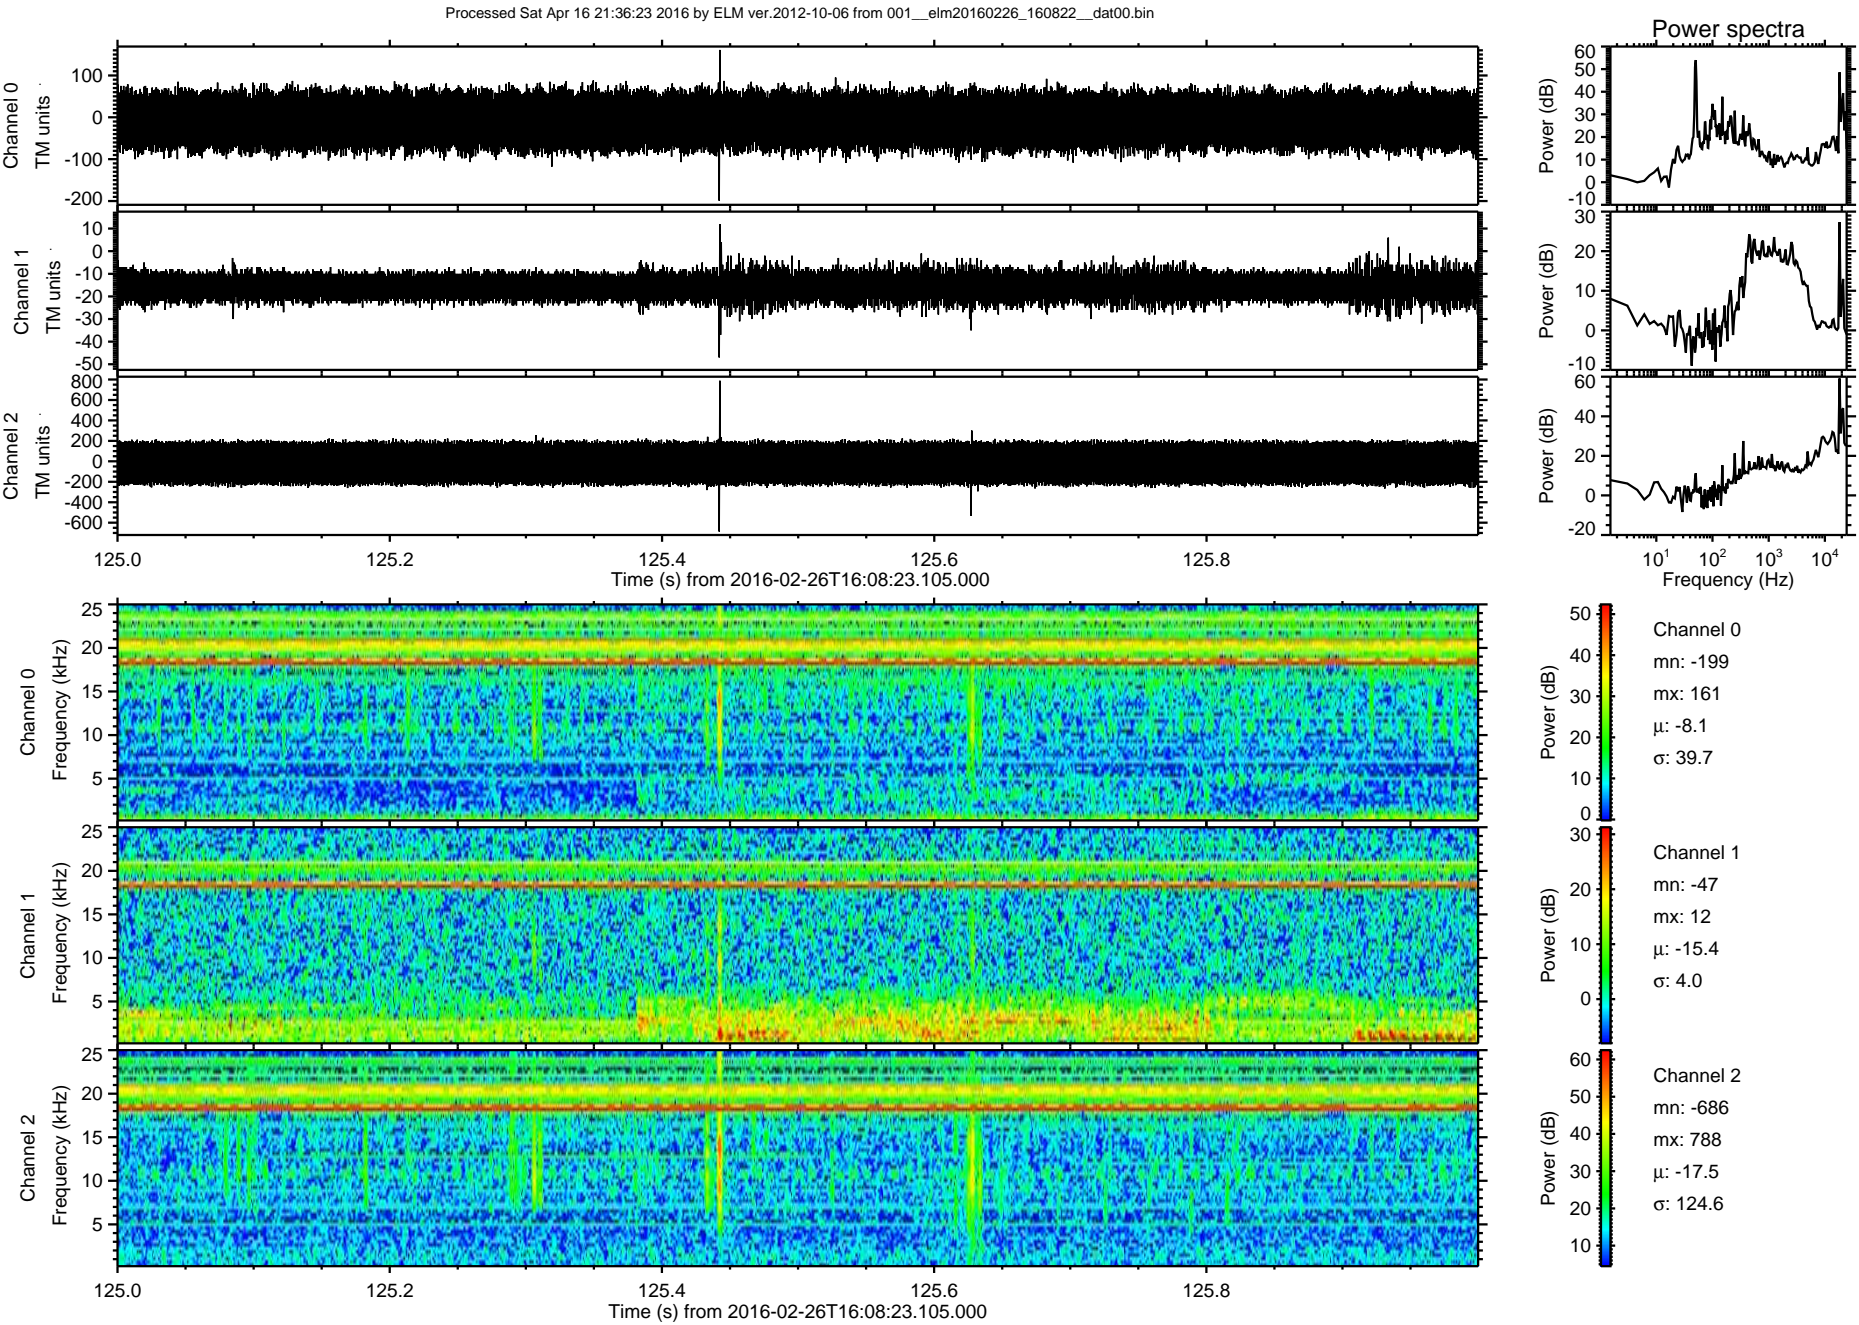 Processed Sat Apr 16 21:36:23 2016 by ELM ver.2012-10-06 from 001__elm20160226_160822__dat00.bin
Power spectra
Channel 0
TM units
100
0
-100
-200
Power (dB)
60
50
40
30
20
10
0
-10
Channel 1
TM units
10
0
-10
-20
-30
-40
-50
Power (dB)
30
20
10
0
-10
Channel 2
TM units
800
600
400
200
0
-200
-400
-600
Power (dB)
60
40
20
0
-20
125.0 125.2 125.4 125.6 125.8
Time (s) from 2016-02-26T16:08:23.105.000
10^1 10^2 10^3 10^4
Frequency (Hz)
Channel 0
Frequency (kHz)
25
20
15
10
5
Power (dB)
50
40
30
20
10
0
Channel 0
mn: -199
mx: 161
μ: -8.1
σ: 39.7
Channel 1
Frequency (kHz)
25
20
15
10
5
Power (dB)
30
20
10
0
Channel 1
mn: -47
mx: 12
μ: -15.4
σ: 4.0
Channel 2
Frequency (kHz)
25
20
15
10
5
Power (dB)
60
50
40
30
20
10
Channel 2
mn: -686
mx: 788
μ: -17.5
σ: 124.6
125.0 125.2 125.4 125.6 125.8
Time (s) from 2016-02-26T16:08:23.105.000